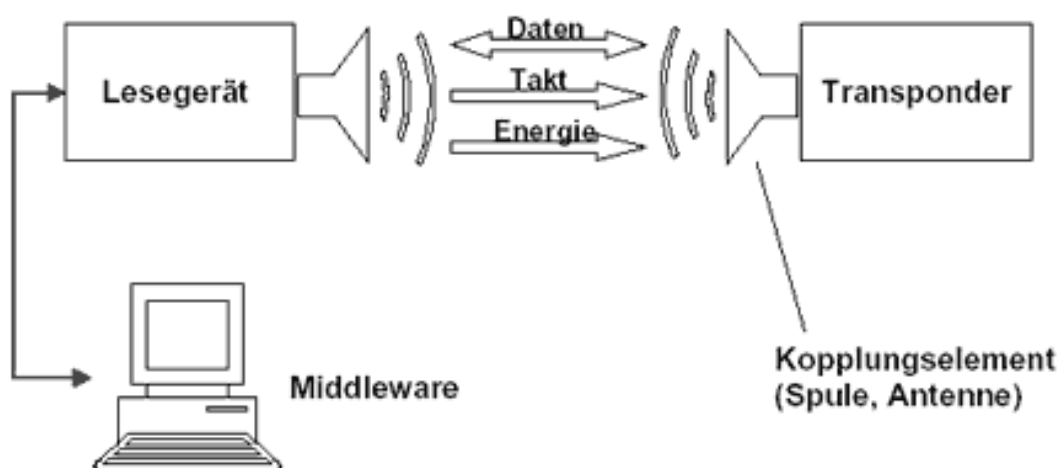 Daten
Lesegerät
Takt
Transponder
Energie
Middleware
Kopplungselement
(Spule, Antenne)